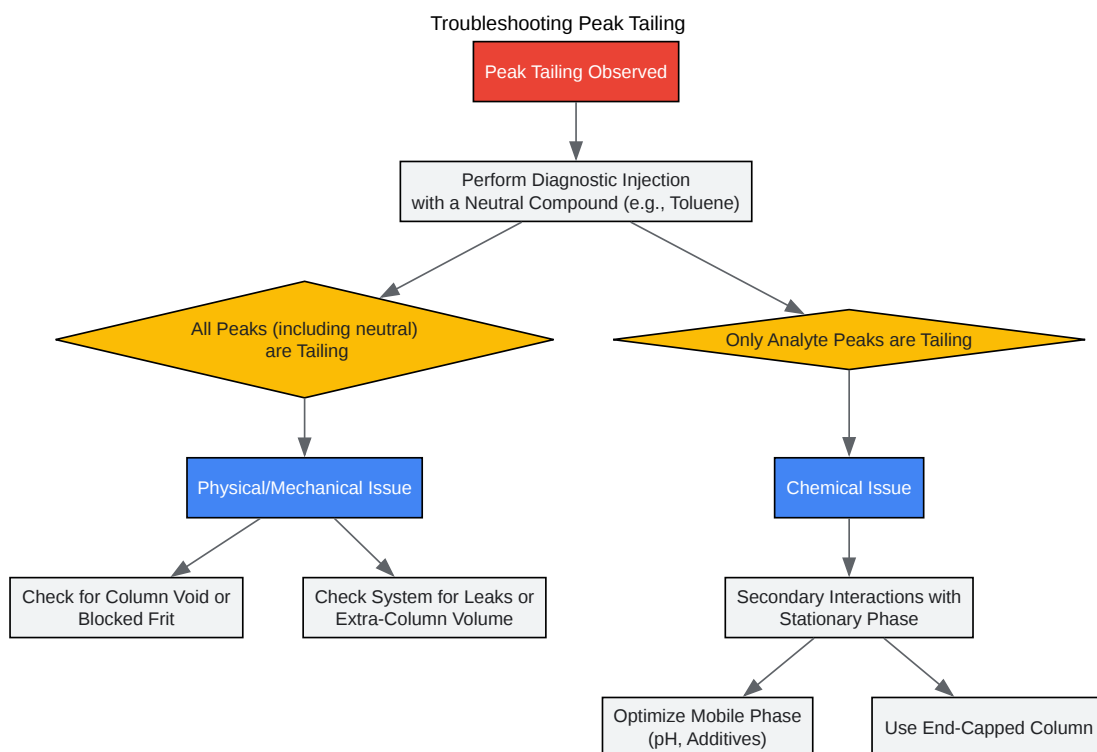 Troubleshooting Peak Tailing
Peak Tailing Observed
Perform Diagnostic Injection
with a Neutral Compound (e.g., Toluene)
All Peaks (including neutral)
are Tailing
Only Analyte Peaks are Tailing
Physical/Mechanical Issue
Chemical Issue
Check for Column Void or
Blocked Frit
Check System for Leaks or
Extra-Column Volume
Secondary Interactions with
Stationary Phase
Optimize Mobile Phase
(pH, Additives)
Use End-Capped Column